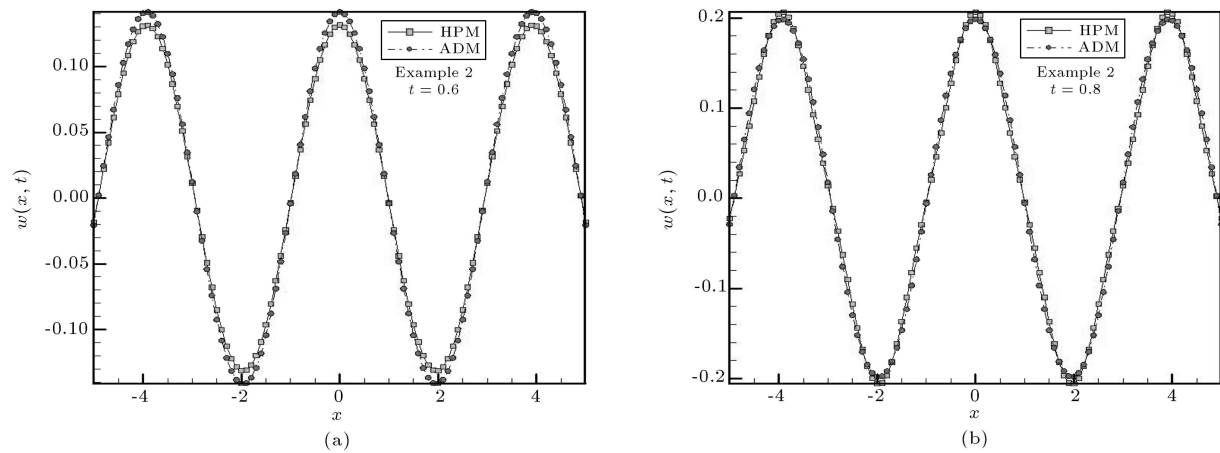 HPM
ADM
Example 2
t = 0.6
0.10
0.05
0.00
-0.05
-0.10
w(x, t)
-4
-2
0
2
4
x
(a)
HPM
ADM
Example 2
t = 0.8
0.2
0.1
0.0
-0.1
-0.2
w(x, t)
-4
-2
0
2
4
x
(b)